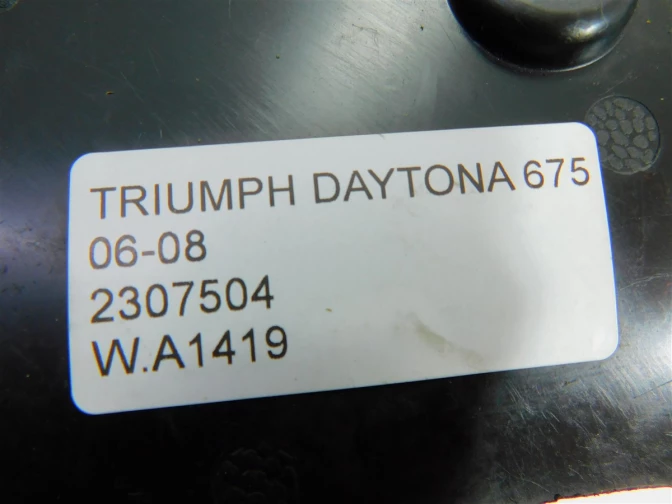 TRIUMPH DAYTONA 675
06-08
2307504
W.A1419